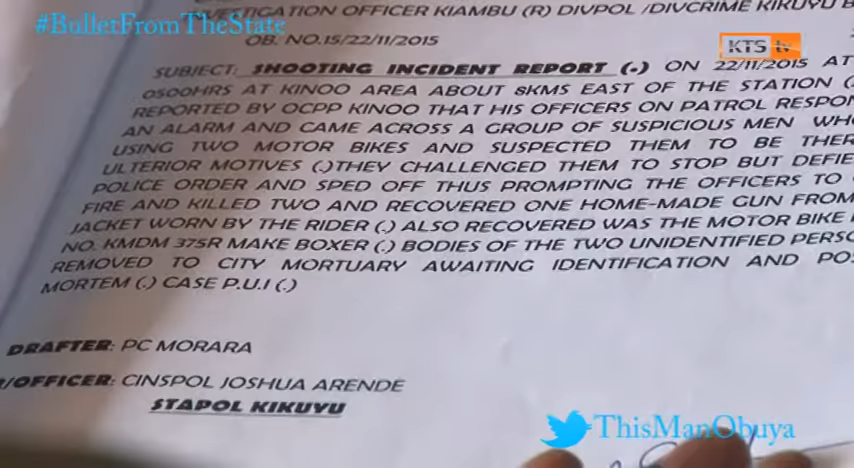 #BulletFromTheState
INVESTIGATION OFFICER KIAMBU (R) DIVPOL /DIVCRIME KIKUYU
OB. NO.15/22/11/2015
KTS tv
SUBJECT: SHOOTING INCIDENT REPORT (.) ON 22/11/2015 AT
0500HRS AT KINOO AREA ABOUT 8KMS EAST OF THE STATION (
REPORTED BY OCPP KINOO THAT HIS OFFICERS ON PATROL RESPON
AN ALARM AND CAME ACROSS A GROUP OF SUSPICIOUS MEN WHO
USING TWO MOTOR BIKES AND SUSPECTED THEM TO BE THER
ULTERIOR MOTIVES (.)THEY CHALLENGED THEM TO STOP BUT DEFIE
POLICE ORDER AND SPED OFF THUS PROMPTING THE OFFICERS TO
FIRE AND KILLED TWO AND RECOVERED ONE HOME-MADE GUN FROM
JACKET WORN BY THE RIDER (.) ALSO RECOVERED WAS THE MOTOR BIKE
NO. KMDM 375R MAKE BOXER (.) BODIES OF THE TWO UNIDENTIFIED PERSO
REMOVED TO CITY MORTUARY AWAITING IDENTIFICATION AND POS
MORTEM (.) CASE P.U.I (.)
DRAFTER: PC MORARA
/OFFICER: CINSPOL JOSHUA ARENDE
STAPOL KIKUYU
ThisManObuya